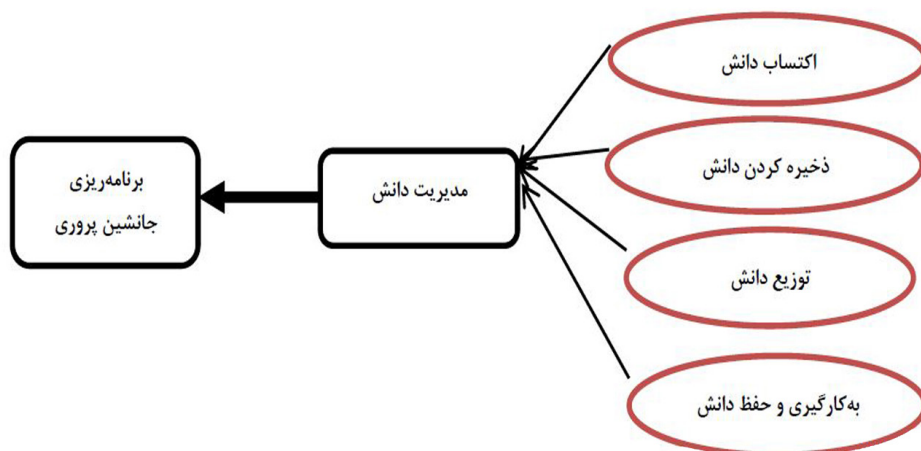 اکتساب دانش
ذخیره کردن دانش
توزیع دانش
به‌کارگیری و حفظ دانش
مدیریت دانش
برنامه‌ریزی
جانشین پروری